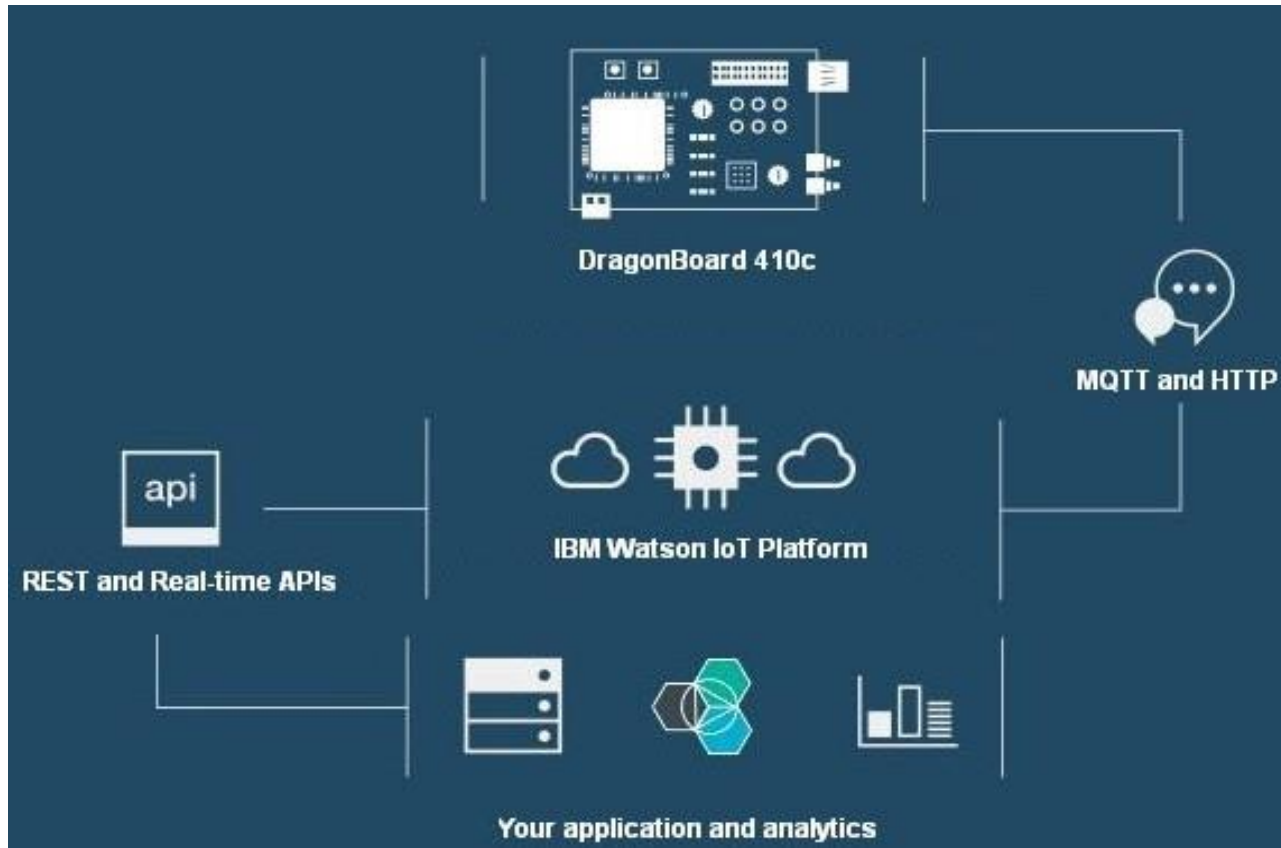 DragonBoard 410c
MQTT and HTTP
api
IBM Watson IoT Platform
REST and Real-time APIs
Your application and analytics